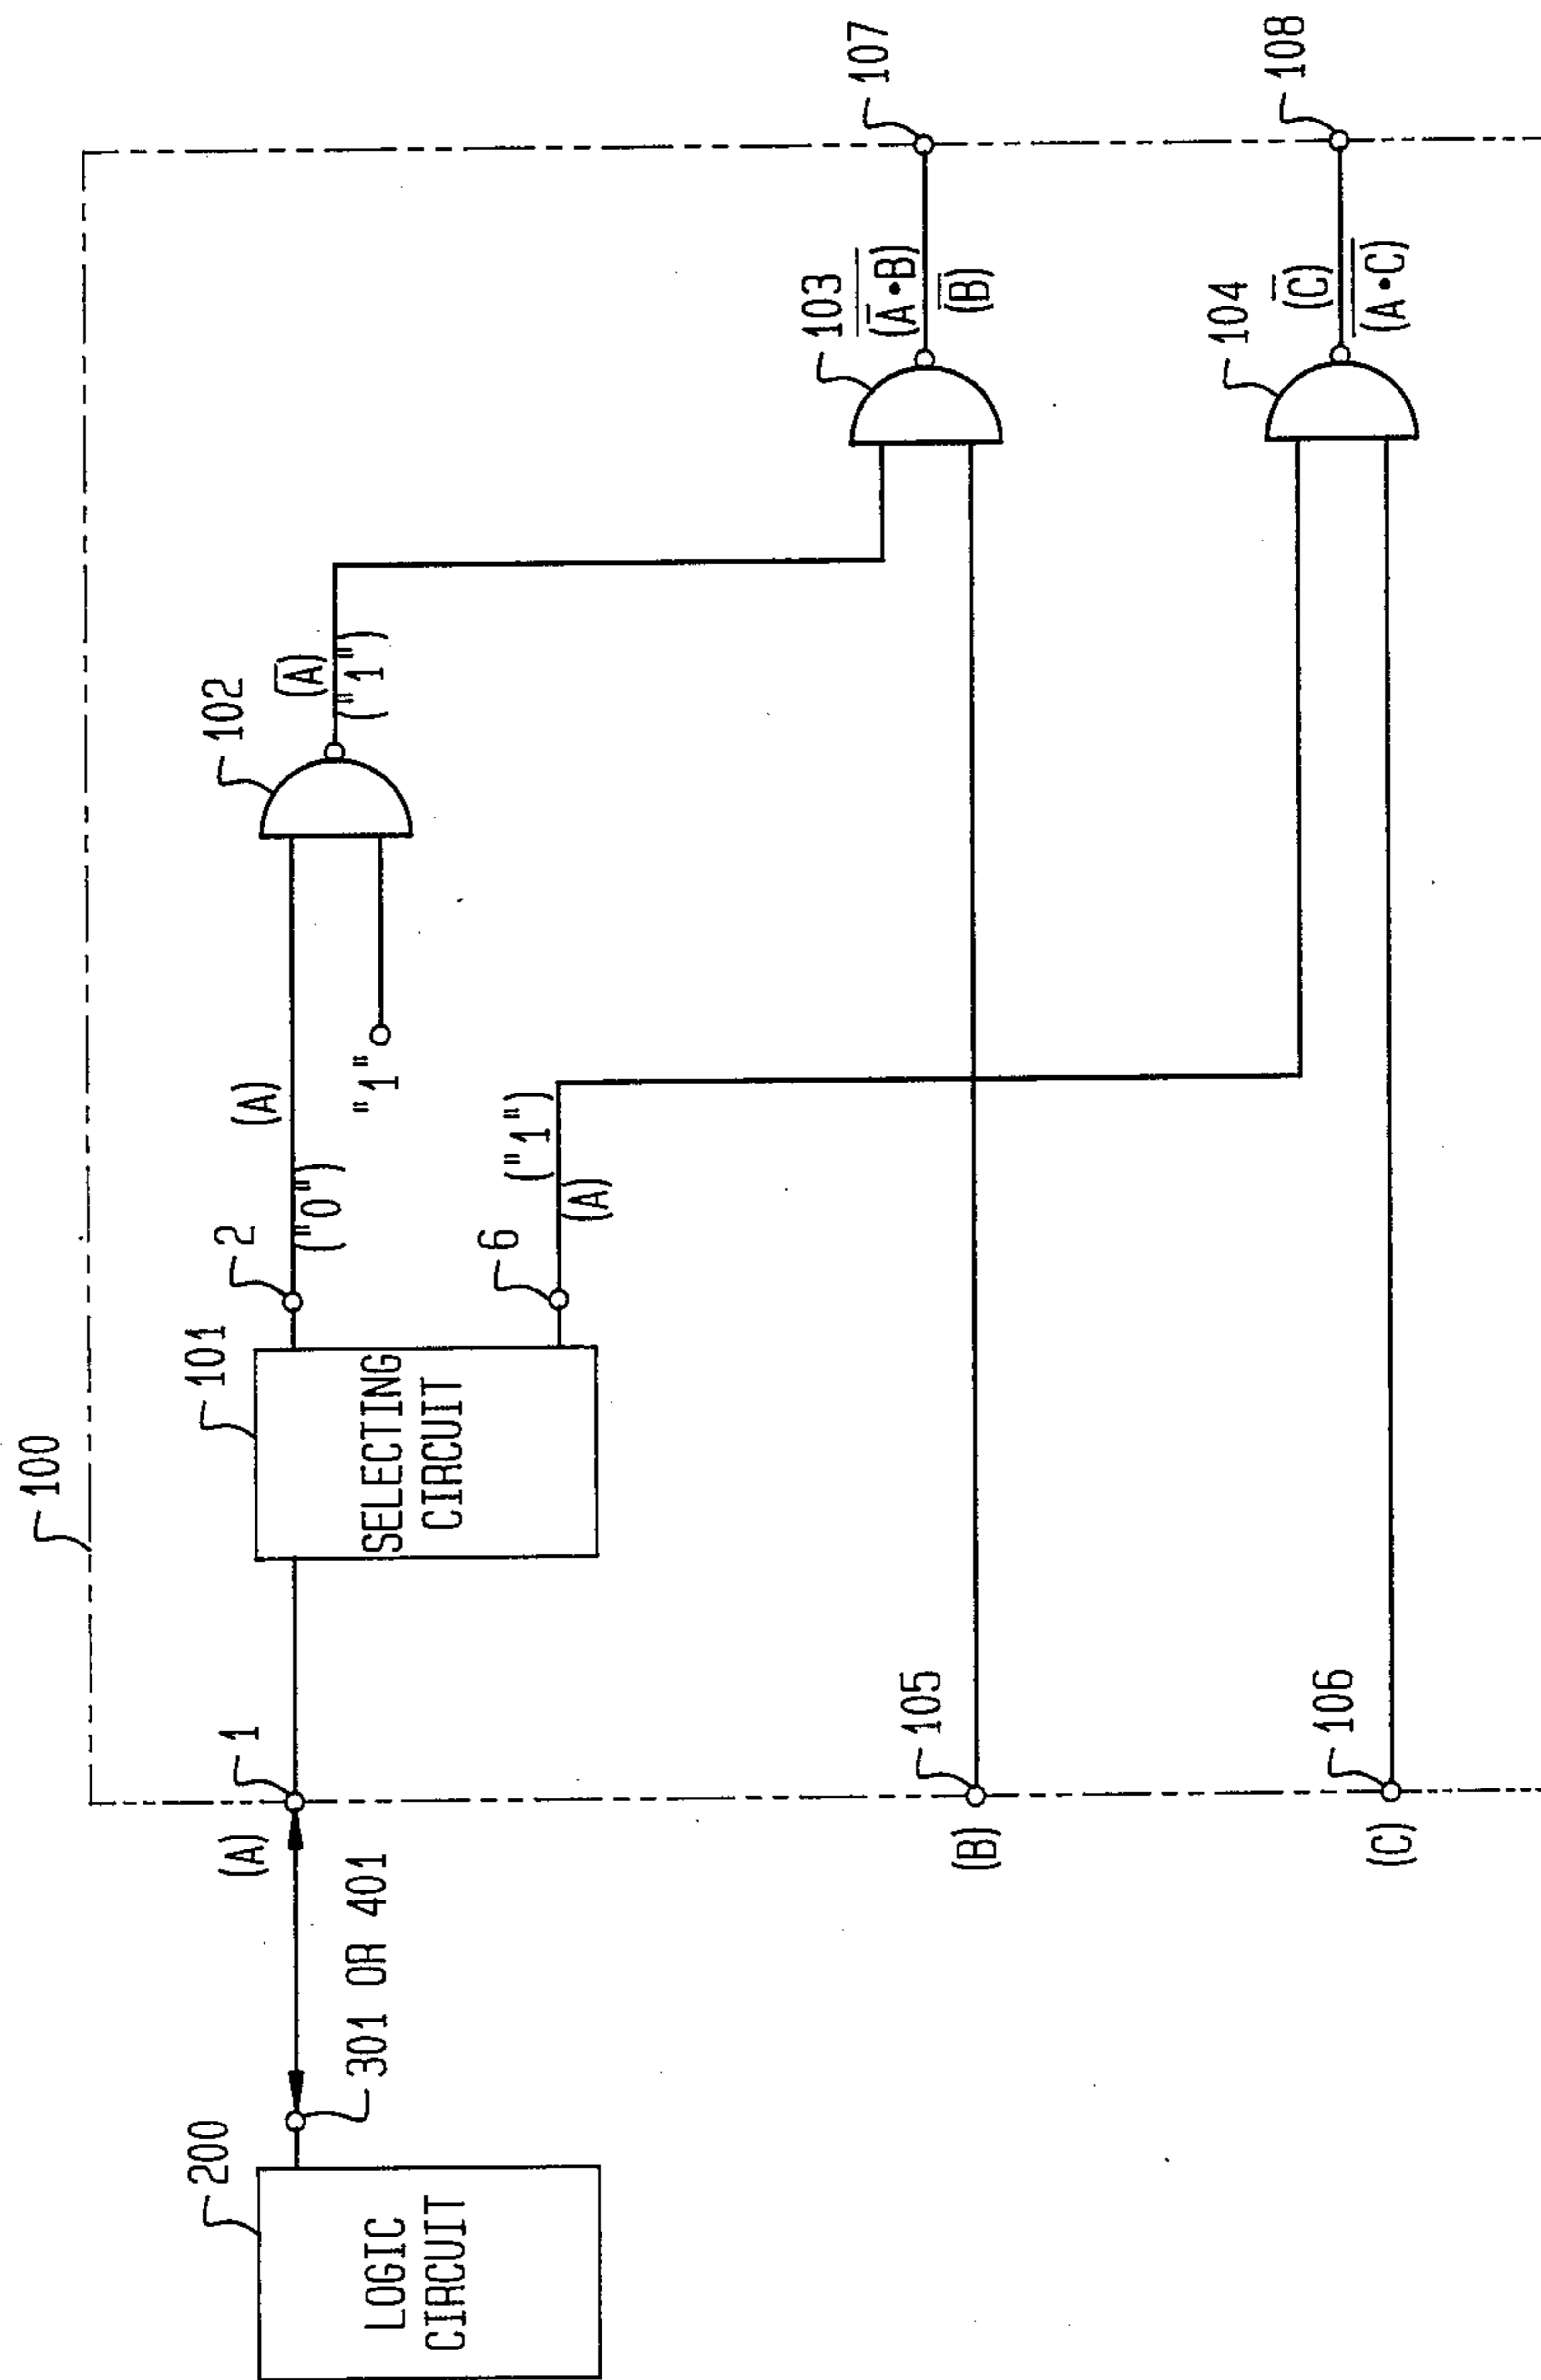 100
200
LOGIC
CIRCUIT
301 OR 401
(A)
1
101
SELECTING
CIRCUIT
2
("0")
(A)
"1"
102
(A̅)
("1")
6
("1")
(A)
(B)
105
103
(A̅•B)̅
(B̅)
107
(C)
106
104
(C̅)
(A•C)̅
108